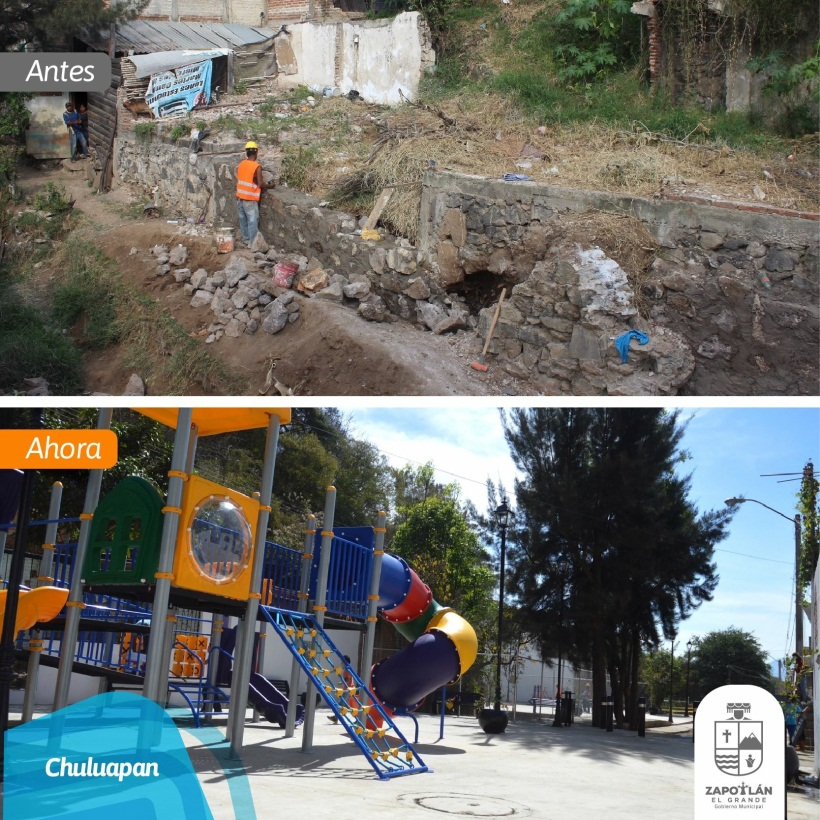 Antes
Ahora
Chuluapan
ZAPOTLÁN
EL GRANDE
Gobierno Municipal